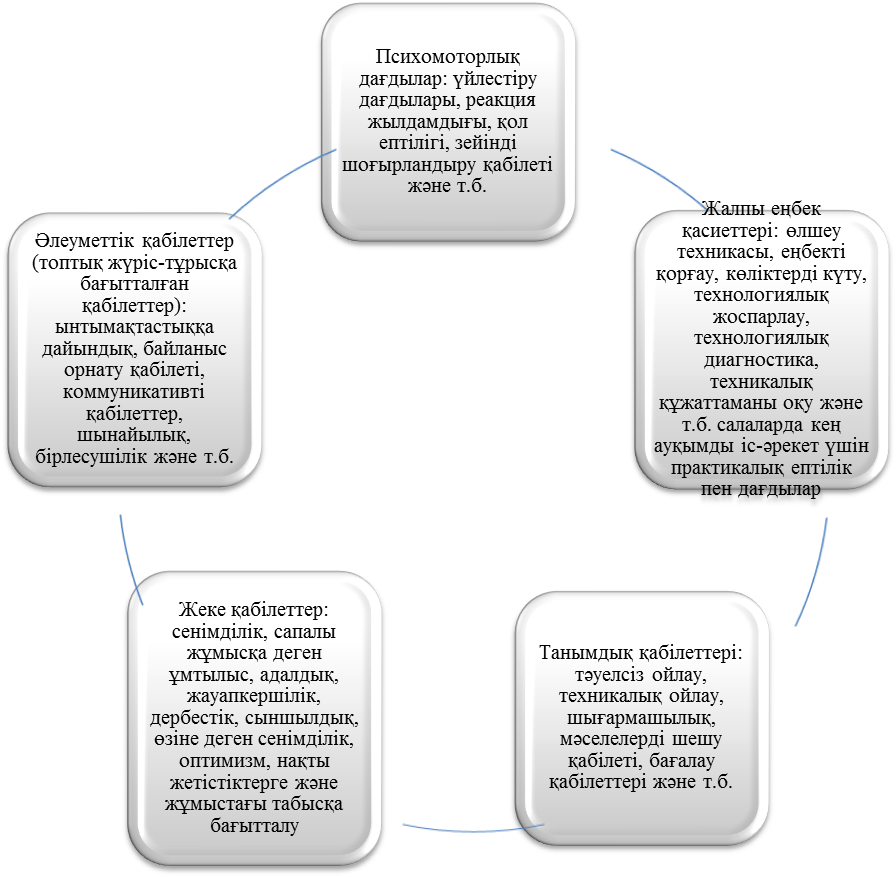 Психомоторлық
дағдылар: үйлестіру
дағдылары, реакция
жылдамдығы, қол
ептілігі, зейінді
шоғырландыру қабілеті
және т.б.
Жалпы еңбек
қасиеттері: өлшеу
техникасы, еңбекті
қорғау, көліктерді күту,
технологиялық
жоспарлау,
технологиялық
диагностика,
техникалық
құжаттаманы оқу және
т.б. салаларда кең
ауқымды іс-әрекет үшін
практикалық ептілік
пен дағдылар
Танымдық қабілеттері:
тәуелсіз ойлау,
техникалық ойлау,
шығармашылық,
мәселелерді шешу
қабілеті, бағалау
қабілеттері және т.б.
Жеке қабілеттер:
сенімділік, сапалы
жұмысқа деген
ұмтылыс, адалдық,
жауапкершілік,
дербестік, сыншылдық,
өзіне деген сенімділік,
оптимизм, нақты
жетістіктерге және
жұмыстағы табысқа
бағытталу
Әлеуметтік қабілеттер
(топтық жүріс-тұрысқа
бағытталған
қабілеттер):
ынтымақтастыққа
дайындық, байланыс
орнату қабілеті,
коммуникативті
қабілеттер,
шынайылық,
бірлесушілік және т.б.